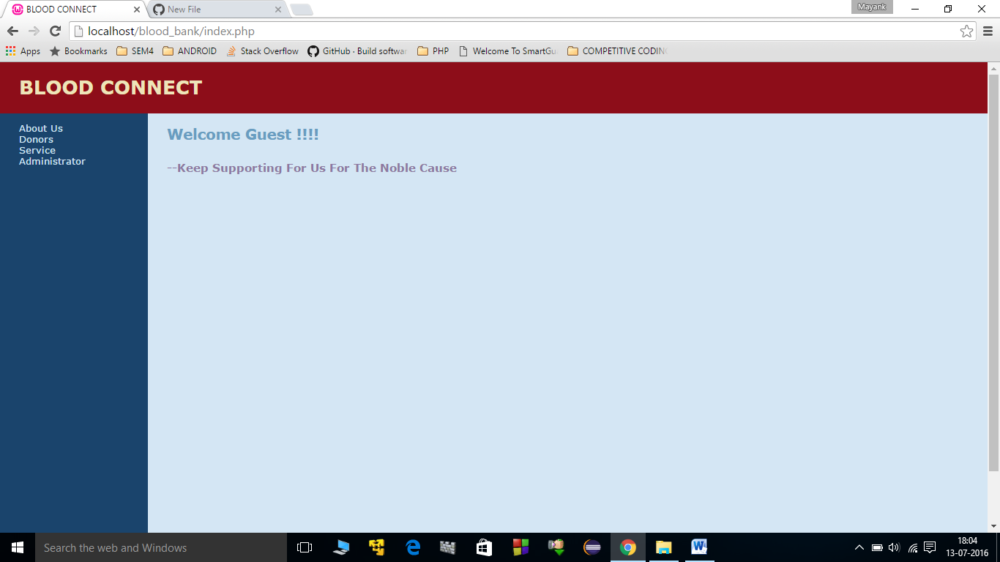 BLOOD CONNECT
New File
Mayank
localhost/blood_bank/index.php
Apps Bookmarks SEM4 ANDROID Stack Overflow GitHub · Build softwar PHP Welcome To SmartGu COMPETITIVE CODING
BLOOD CONNECT
About Us
Donors
Service
Administrator
Welcome Guest !!!!
--Keep Supporting For Us For The Noble Cause
Search the web and Windows
18:04
13-07-2016